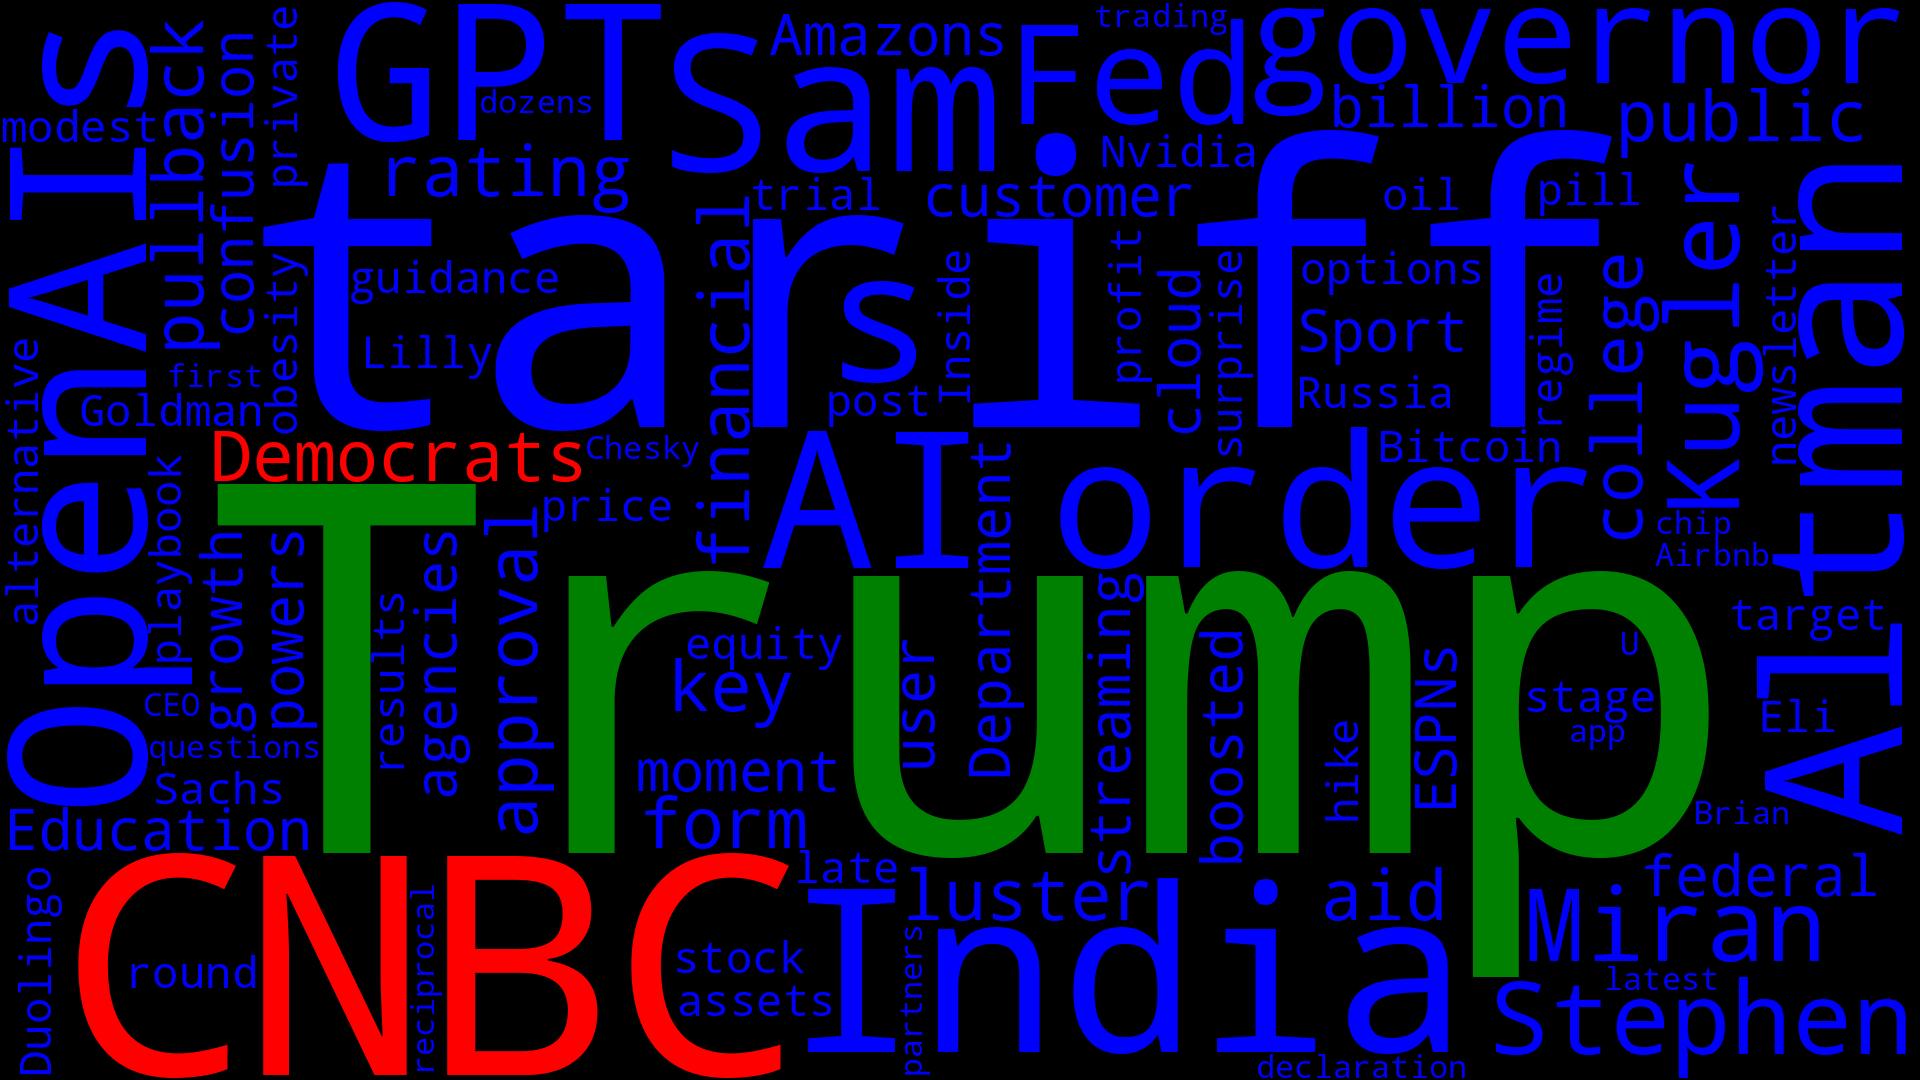 OpenAIs
modest
pullback
confusion
private
GPT
dozens
Sam
Amazons
Fed
trading
governor
billion
public
rating
Nvidia
trial
customer
oil
pill
tariff
.
s
guidance
Lilly
obesity
financial
Inside
profit
cloud
surprise
options
Sport
Russia
regime
college
Kugler
newsletter
Altman
alternative
first
Goldman
post
Democrats
Chesky
AI
order
Bitcoin
chip
Airbnb
playbook
growth
powers
results
agencies
approval
price
Trump
Department
equity
key
user
streaming
boosted
hike
ESPNs
U
stage
app
target
Eli
CEO
questions
Sachs
Education
moment
form
Brian
federal
CNBC
late
luster
aid
India
Miran
Duolingo
round
reciprocal
stock
assets
partners
latest
Stephen
declaration